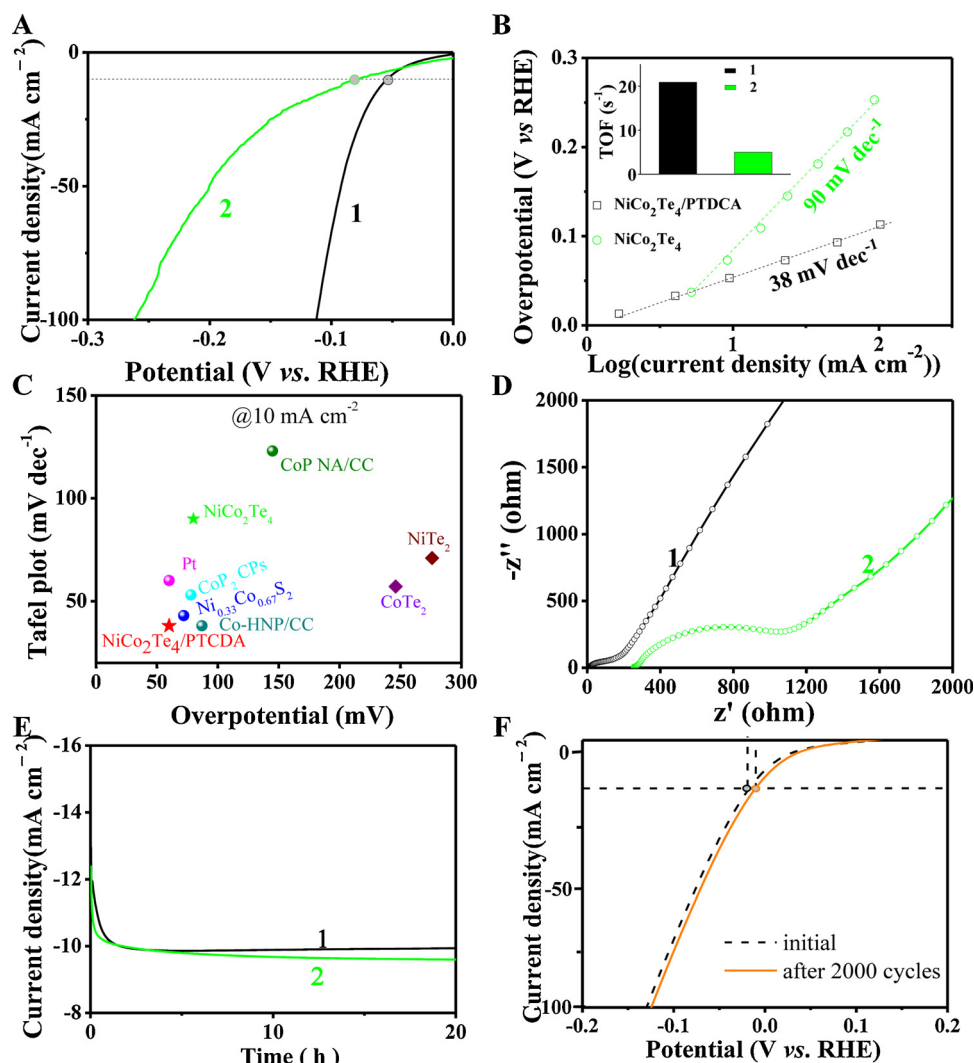 A
Current density(mA cm⁻²)
0
-50
-100
-0.3
-0.2
-0.1
0.0
Potential (V vs. RHE)
2
1
B
Overpotential (V vs RHE)
0.3
0.2
0.1
0.0
1
2
Log(current density (mA cm⁻²))
TOF (s⁻¹)
20
10
0
1
2
NiCo₂Te₄/PTDCA
NiCo₂Te₄
90 mV dec⁻¹
38 mV dec⁻¹
C
Tafel plot (mV dec⁻¹)
150
100
50
0
50
100
150
200
250
300
Overpotential (mV)
@10 mA cm⁻²
CoP NA/CC
NiCo₂Te₄
NiTe₂
Pt
CoP₂ CPs
Ni₀.₃₃Co₀.₆₇S₂
CoTe₂
Co-HNP/CC
NiCo₂Te₄/PTCDA
D
-z'' (ohm)
2000
1600
1200
800
400
0
0
400
800
1200
1600
2000
z' (ohm)
1
2
E
Current density(mA cm⁻²)
-16
-14
-12
-10
-8
0
10
20
Time ( h )
1
2
F
Current density(mA cm⁻²)
0
-50
-100
-0.2
-0.1
0.0
0.1
0.2
Potential (V vs. RHE)
initial
after 2000 cycles